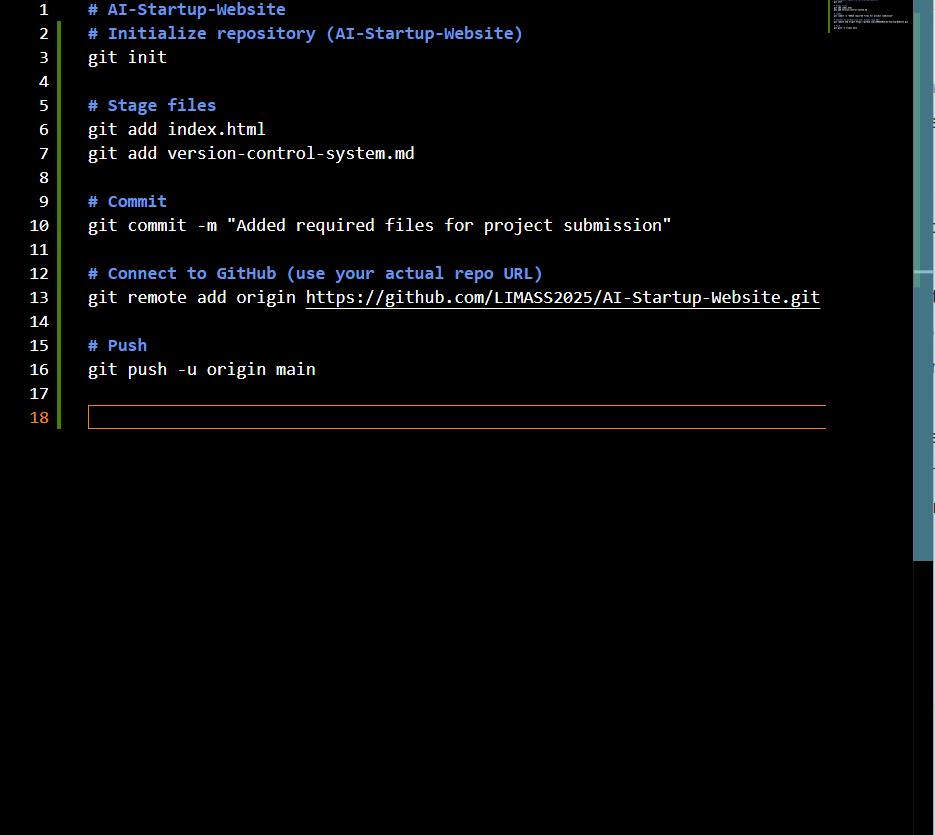 1 # AI-Startup-Website
2 # Initialize repository (AI-Startup-Website)
3 git init
4
5 # Stage files
6 git add index.html
7 git add version-control-system.md
8
9 # Commit
10 git commit -m "Added required files for project submission"
11
12 # Connect to GitHub (use your actual repo URL)
13 git remote add origin https://github.com/LIMASS2025/AI-Startup-Website.git
14
15 # Push
16 git push -u origin main
17
18